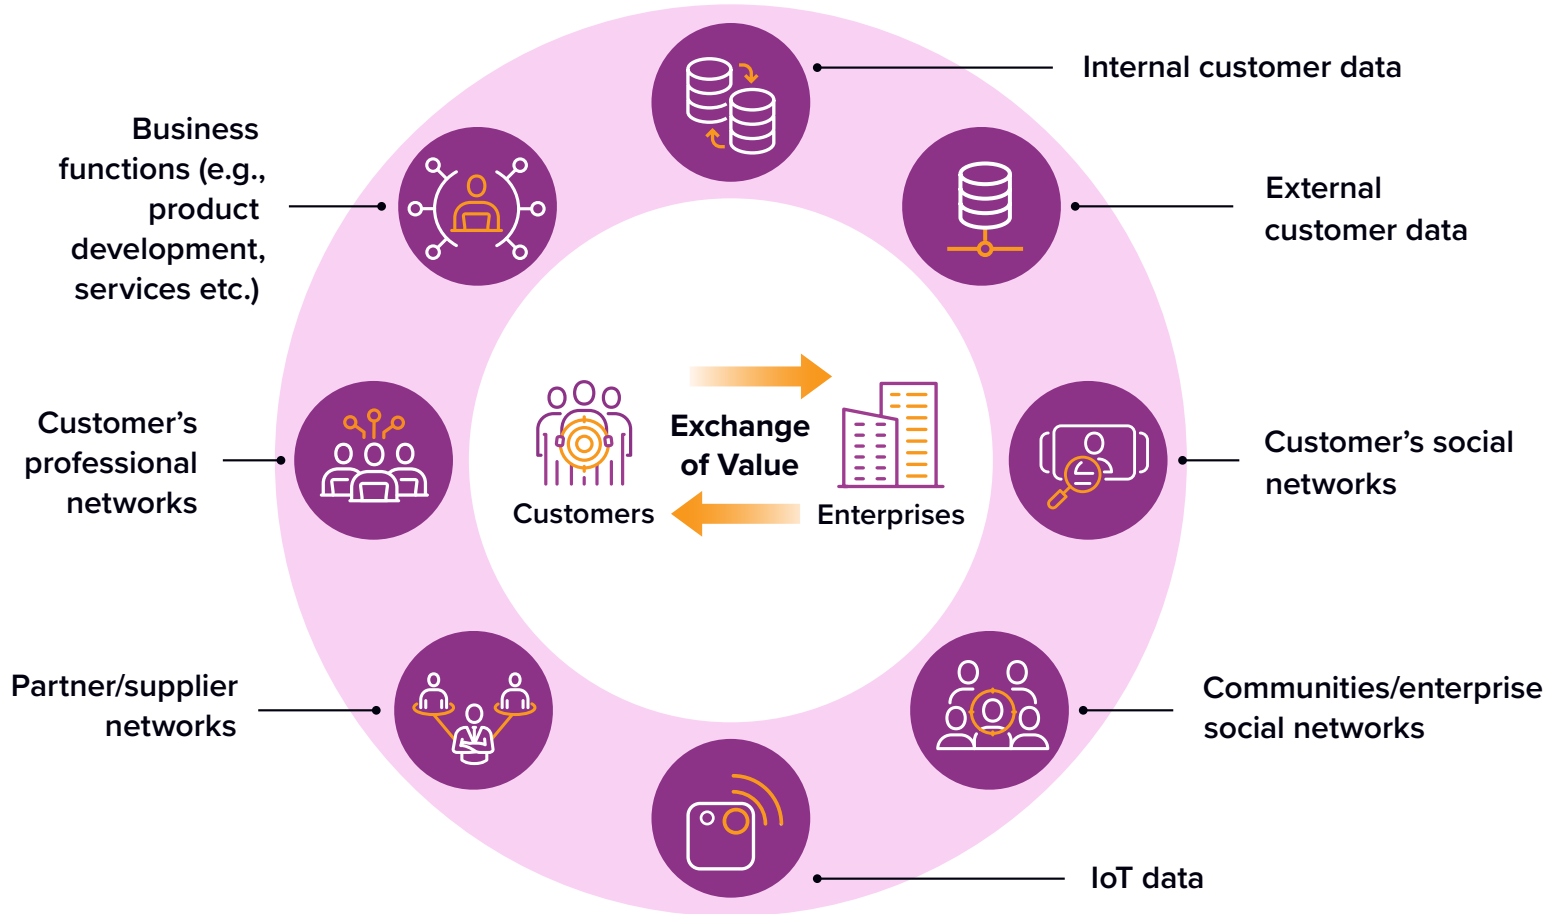 Internal customer data
External
customer data
Customer’s social
networks
Communities/enterprise
social networks
IoT data
Partner/supplier
networks
Customer’s
professional
networks
Business
functions (e.g.,
product
development,
services etc.)
Exchange
of Value
Customers
Enterprises